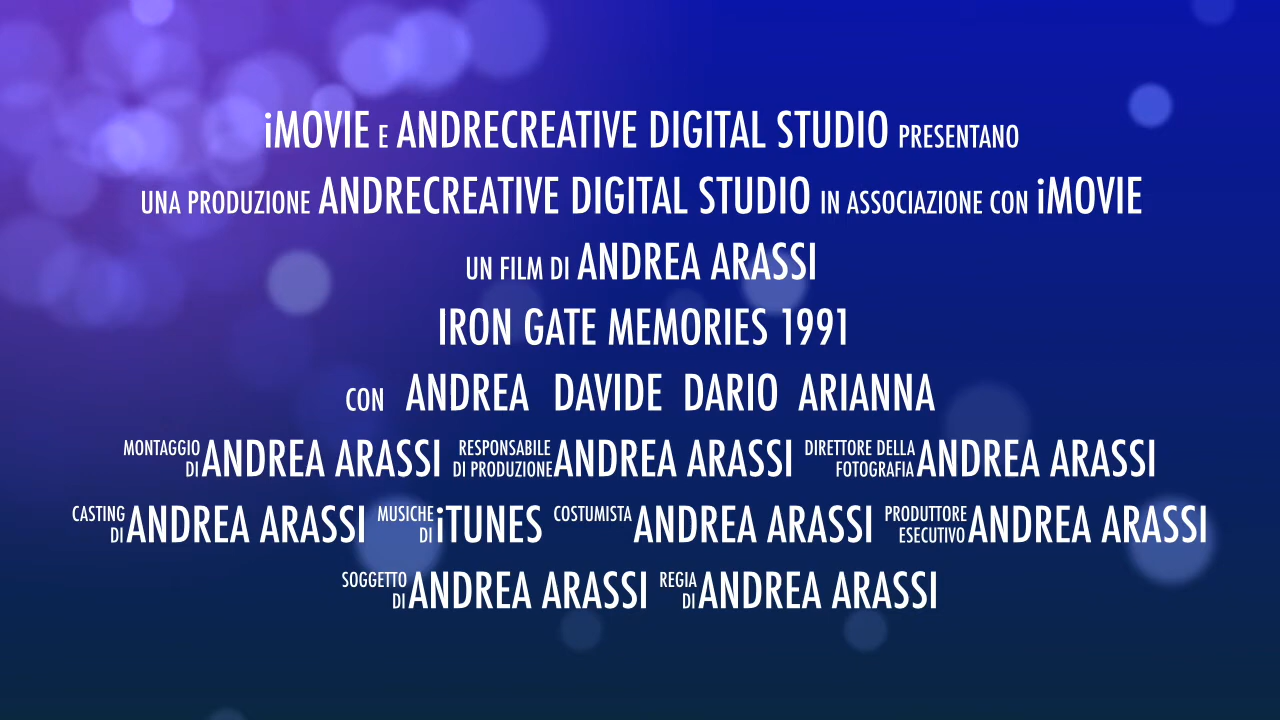 iMOVIE E ANDRECREATIVE DIGITAL STUDIO PRESENTANO
UNA PRODUZIONE ANDRECREATIVE DIGITAL STUDIO IN ASSOCIAZIONE CON iMOVIE
UN FILM DI ANDREA ARASSI
IRON GATE MEMORIES 1991
CON ANDREA DAVIDE DARIO ARIANNA
MONTAGGIO DI ANDREA ARASSI RESPONSABILE DI PRODUZIONE ANDREA ARASSI DIRETTORE DELLA FOTOGRAFIA ANDREA ARASSI
CASTING DI ANDREA ARASSI MUSICHE DI iTUNES COSTUMISTA ANDREA ARASSI PRODUTTORE ESECUTIVO ANDREA ARASSI
SOGGETTO DI ANDREA ARASSI REGIA DI ANDREA ARASSI